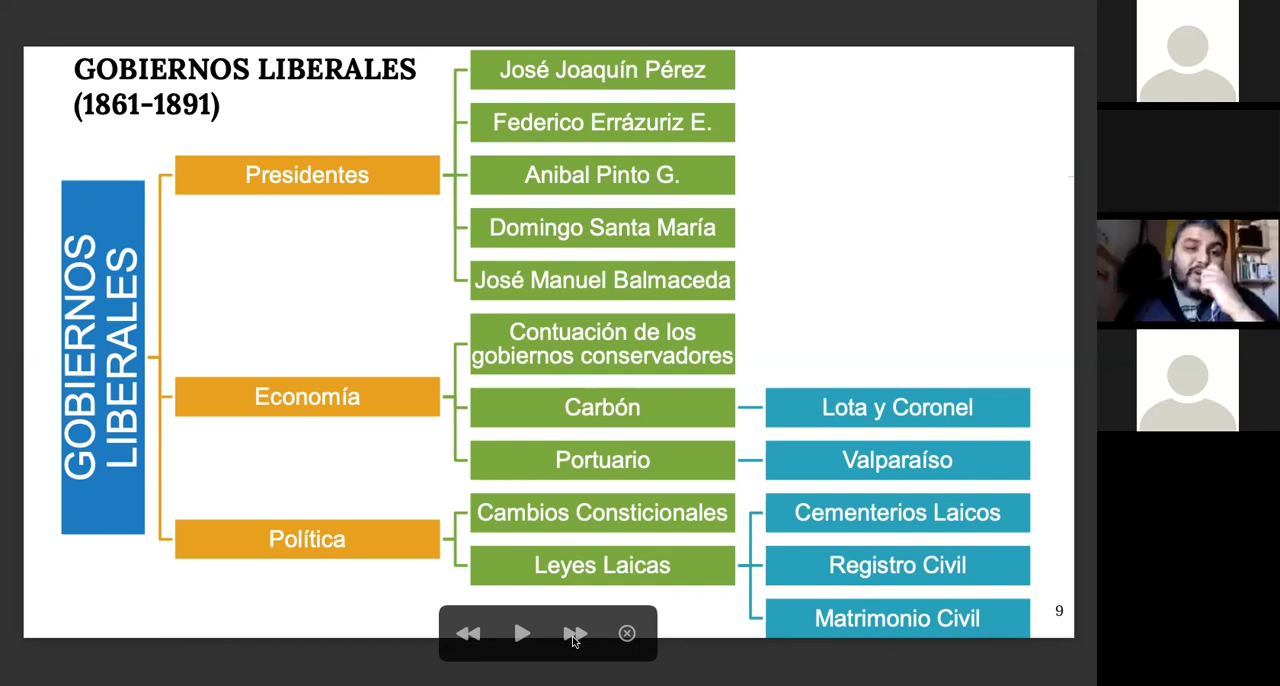 GOBIERNOS LIBERALES
(1861-1891)
GOBIERNOS
LIBERALES
Presidentes
José Joaquín Pérez
Federico Errázuriz E.
Anibal Pinto G.
Domingo Santa María
José Manuel Balmaceda
Economía
Contuación de los
gobiernos conservadores
Carbón
Lota y Coronel
Portuario
Valparaíso
Política
Cambios Consticionales
Leyes Laicas
Cementerios Laicos
Registro Civil
Matrimonio Civil
9